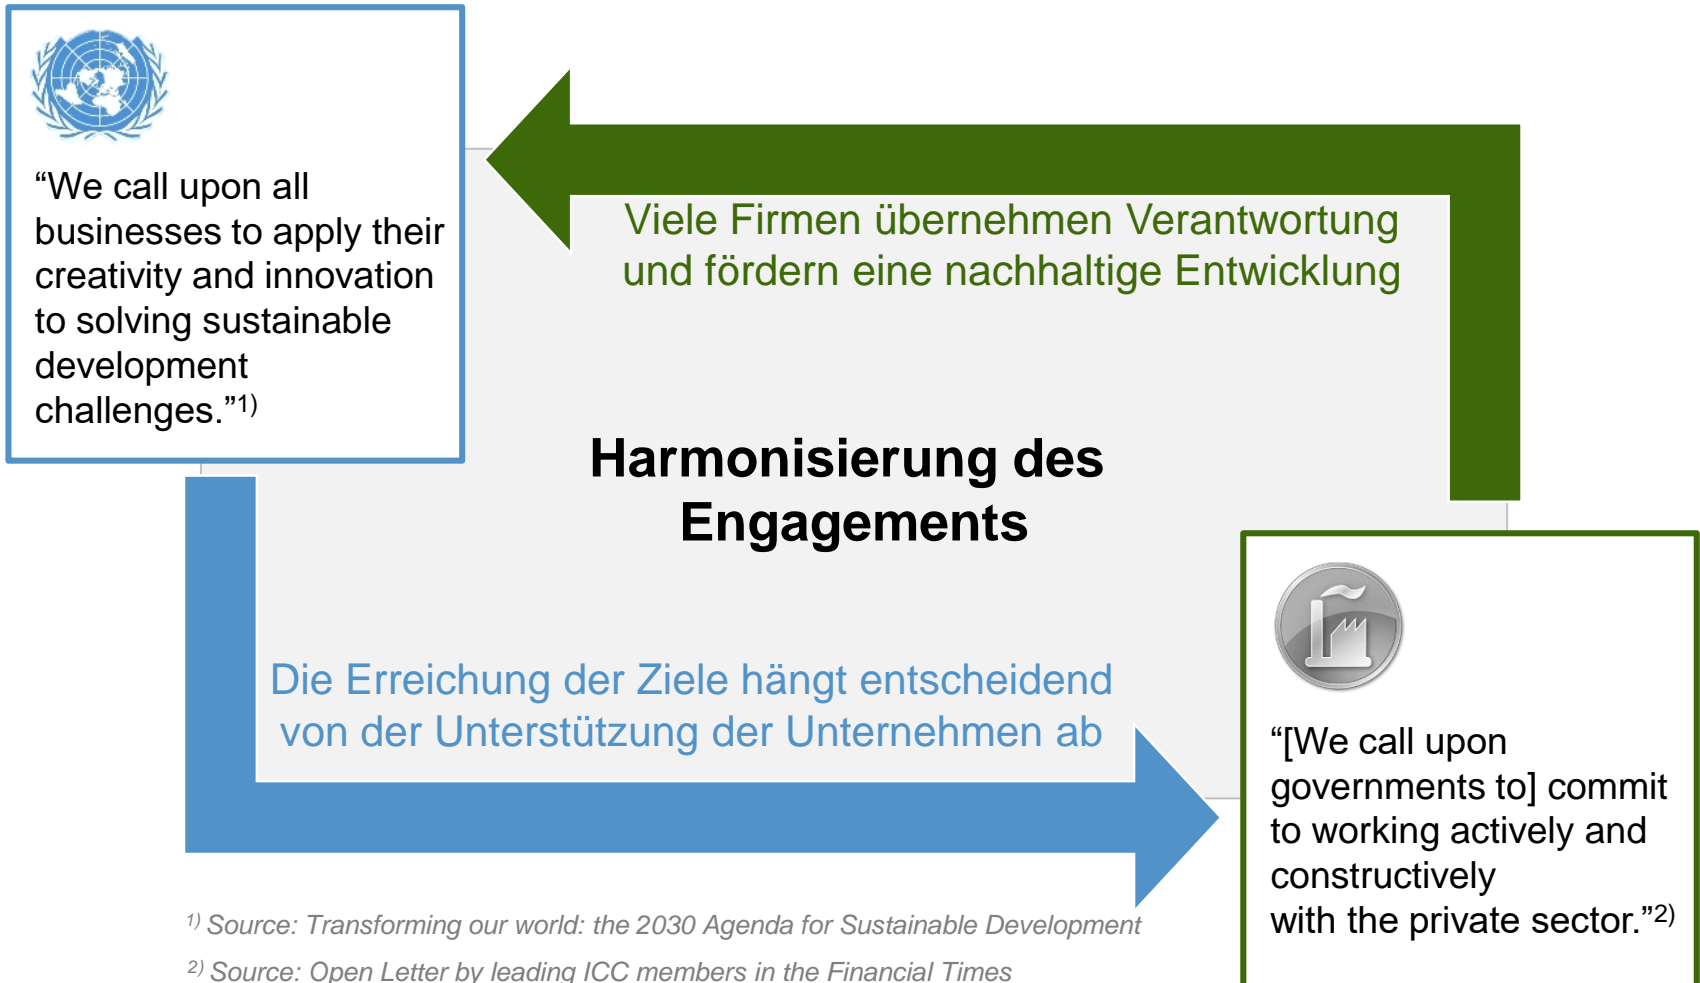 “We call upon all
businesses to apply their
creativity and innovation
to solving sustainable
development
challenges.”1)
Viele Firmen übernehmen Verantwortung
und fördern eine nachhaltige Entwicklung
Harmonisierung des
Engagements
Die Erreichung der Ziele hängt entscheidend
von der Unterstützung der Unternehmen ab
“[We call upon
governments to] commit
to working actively and
constructively
with the private sector.”2)
1) Source: Transforming our world: the 2030 Agenda for Sustainable Development
2) Source: Open Letter by leading ICC members in the Financial Times